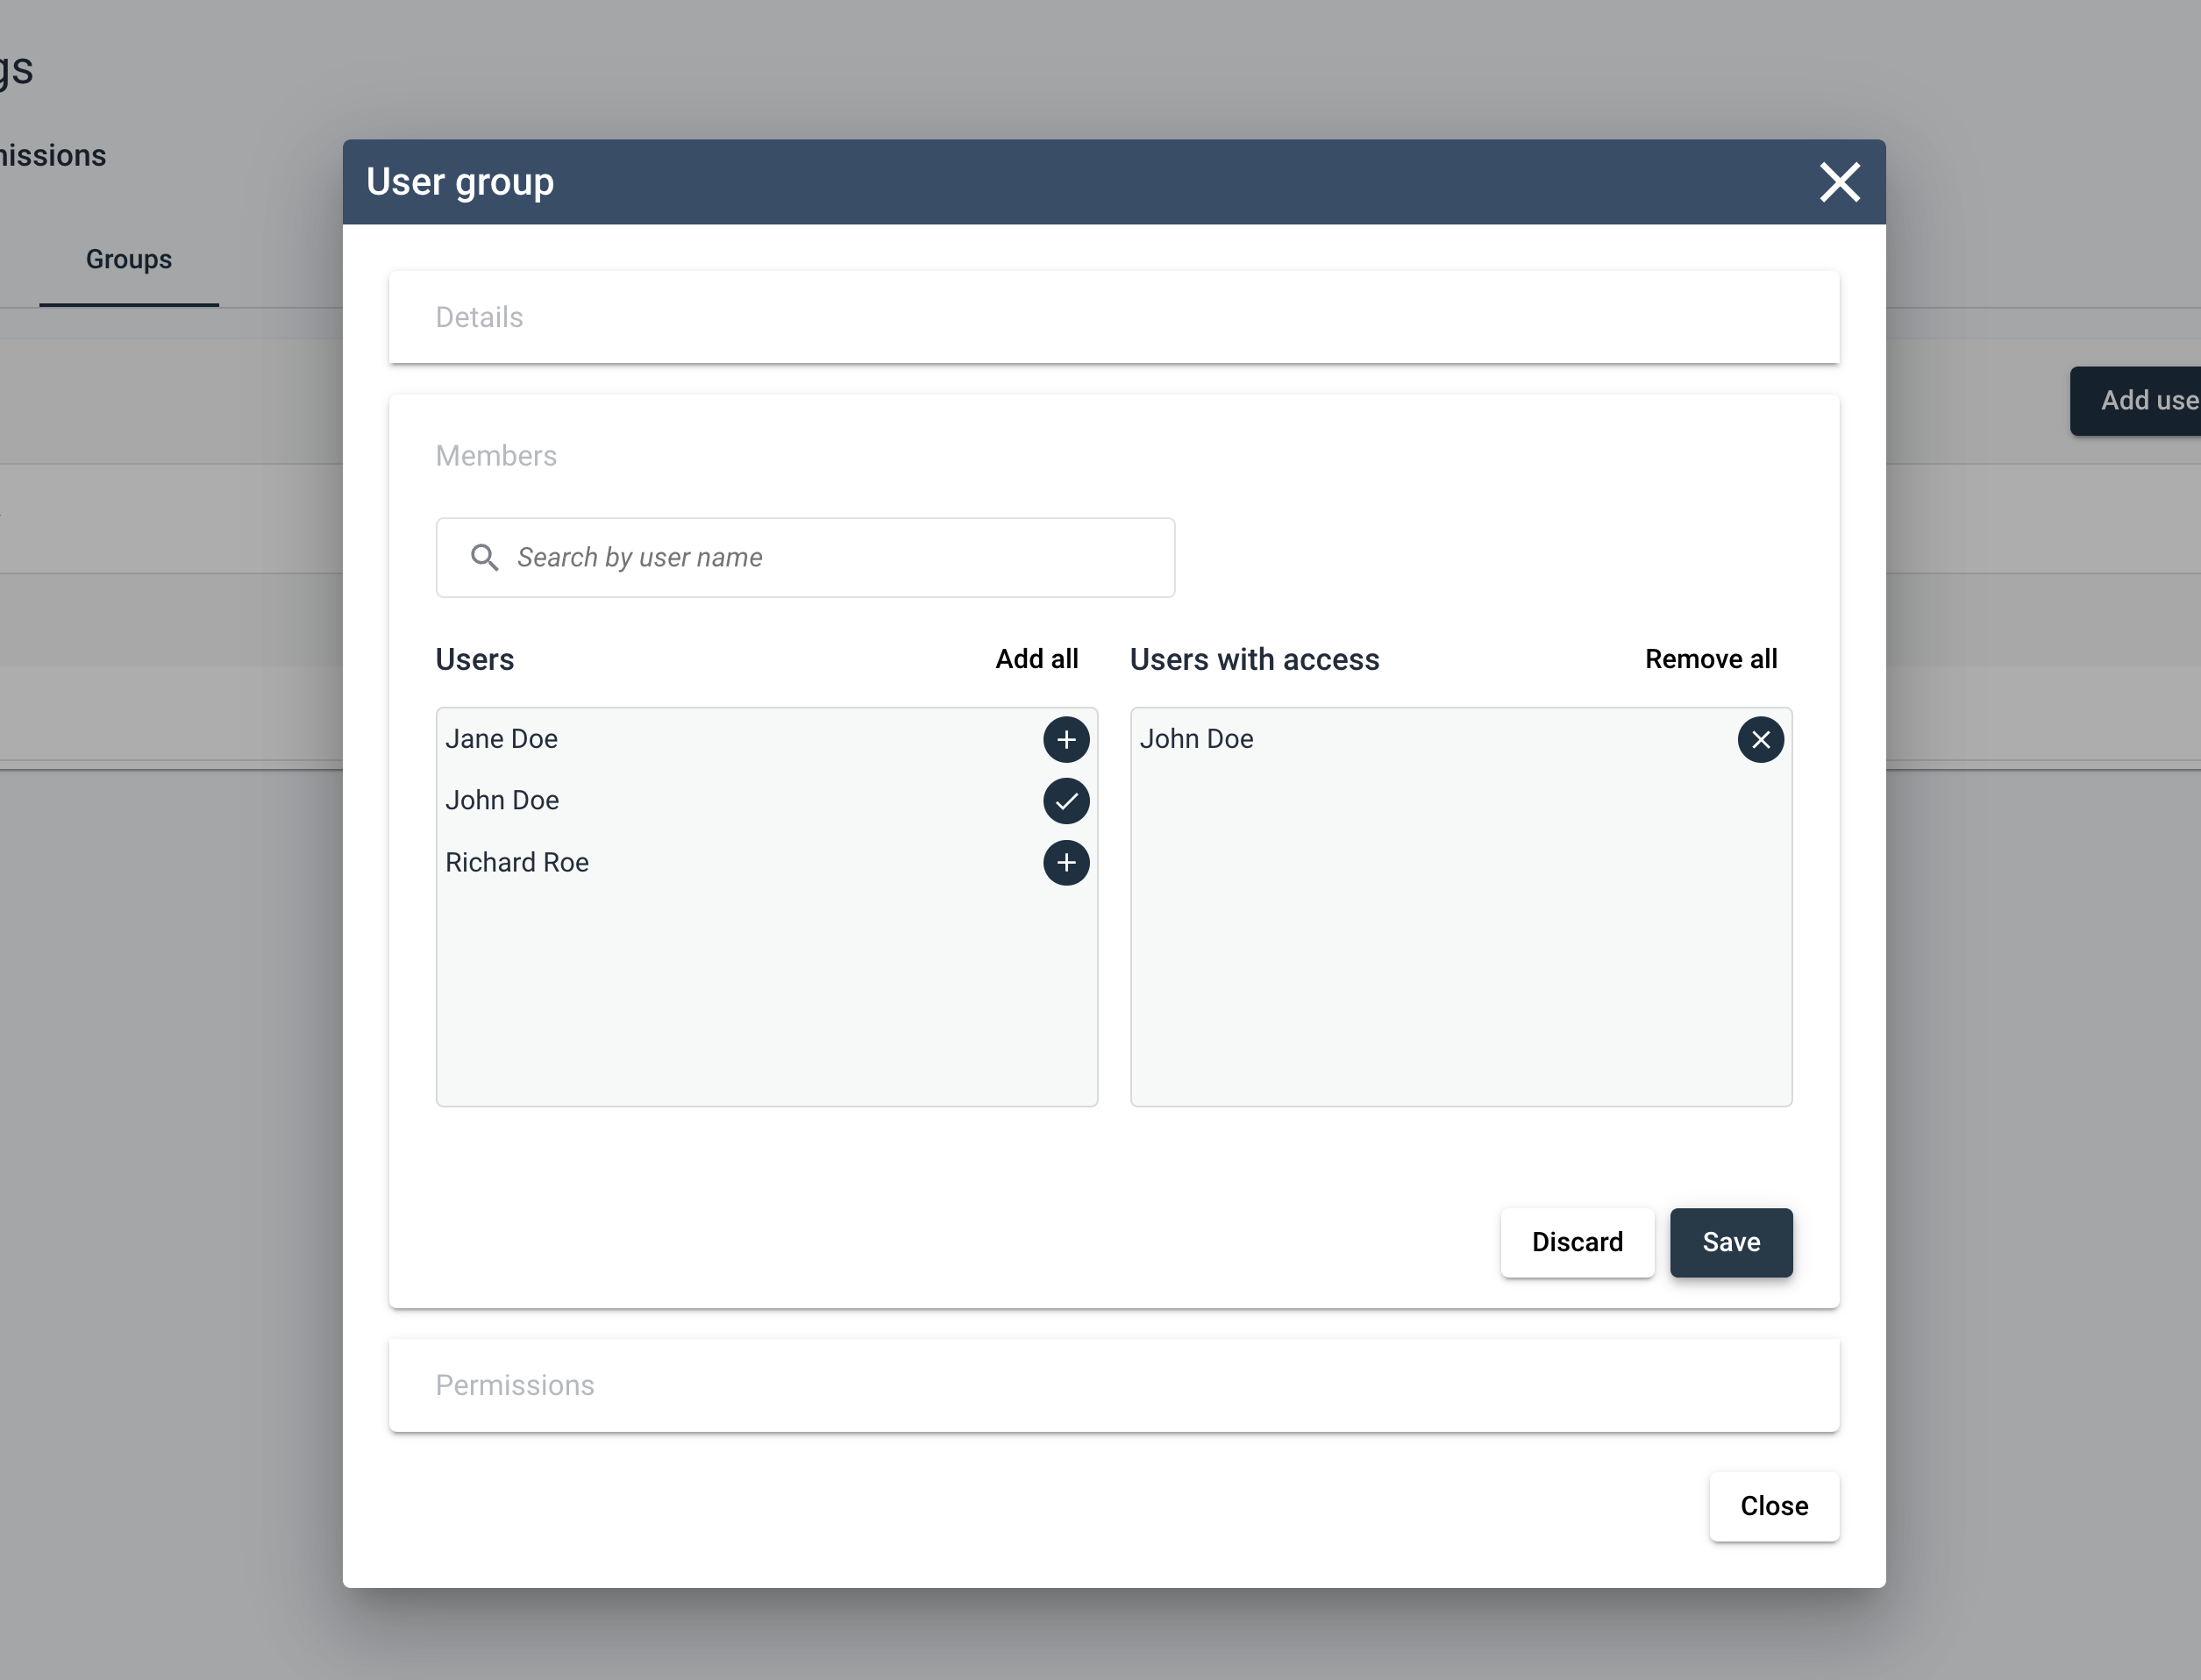 gs
missions
Groups
Add use
User group
Details
Members
Search by user name
Users Add all Users with access Remove all
Jane Doe John Doe
John Doe
Richard Roe
Discard Save
Permissions
Close